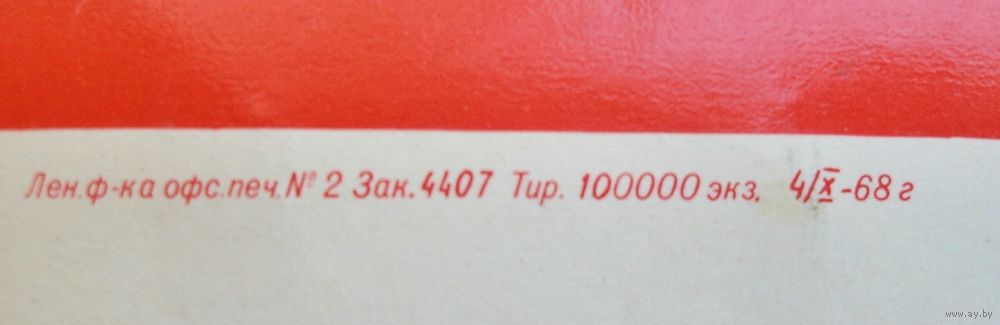 Лен. ф-ка офс. печ. № 2 Зак. 4407 Тир. 100000 экз. 4/X-68 г
www.ay.by